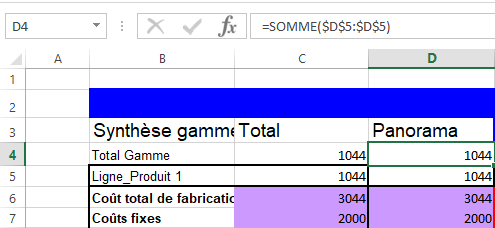 D4 fx =SOMME($D$5:$D$5)
A B C D
1
2
3 Synthèse gamme Total Panorama
4 Total Gamme 1044 1044
5 Ligne_Produit 1 1044 1044
6 Coût total de fabricatio 3044 3044
7 Coûts fixes 2000 2000